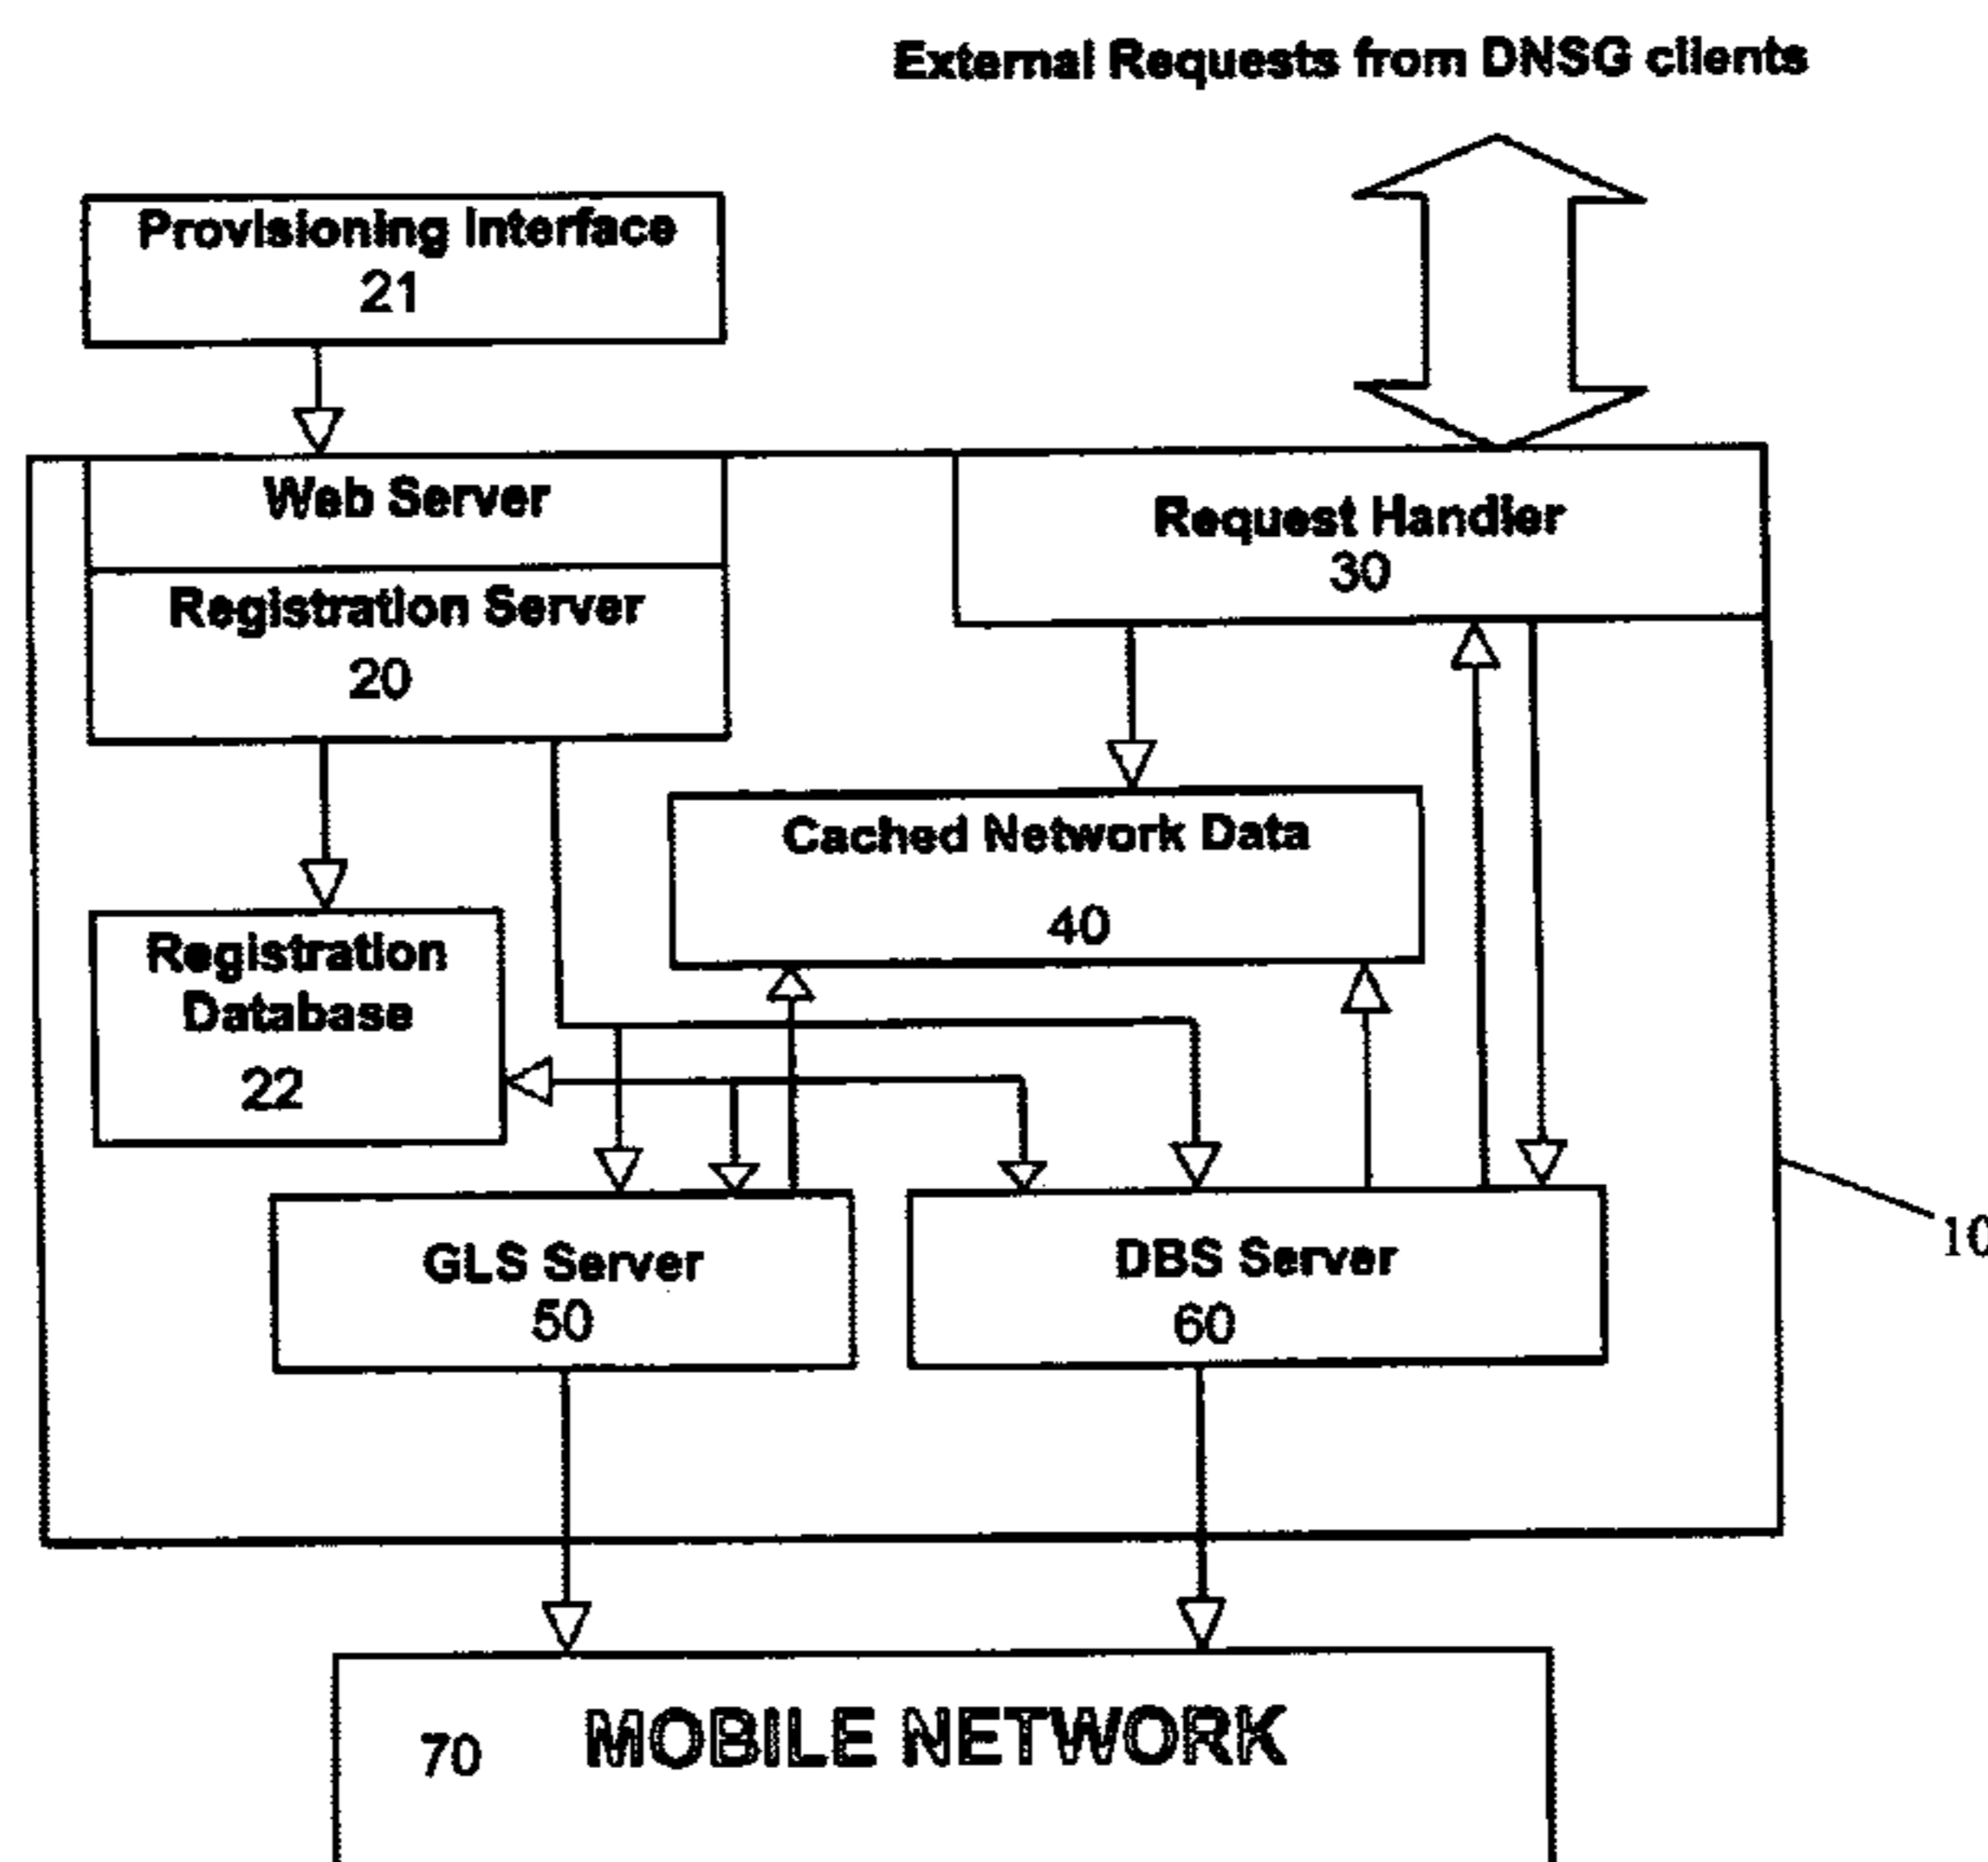 External Requests from DNSG clients
Provisioning Interface
21
Web Server
Registration Server
20
Request Handler
30
Cached Network Data
40
Registration
Database
22
GLS Server
50
DBS Server
60
10
70 MOBILE NETWORK